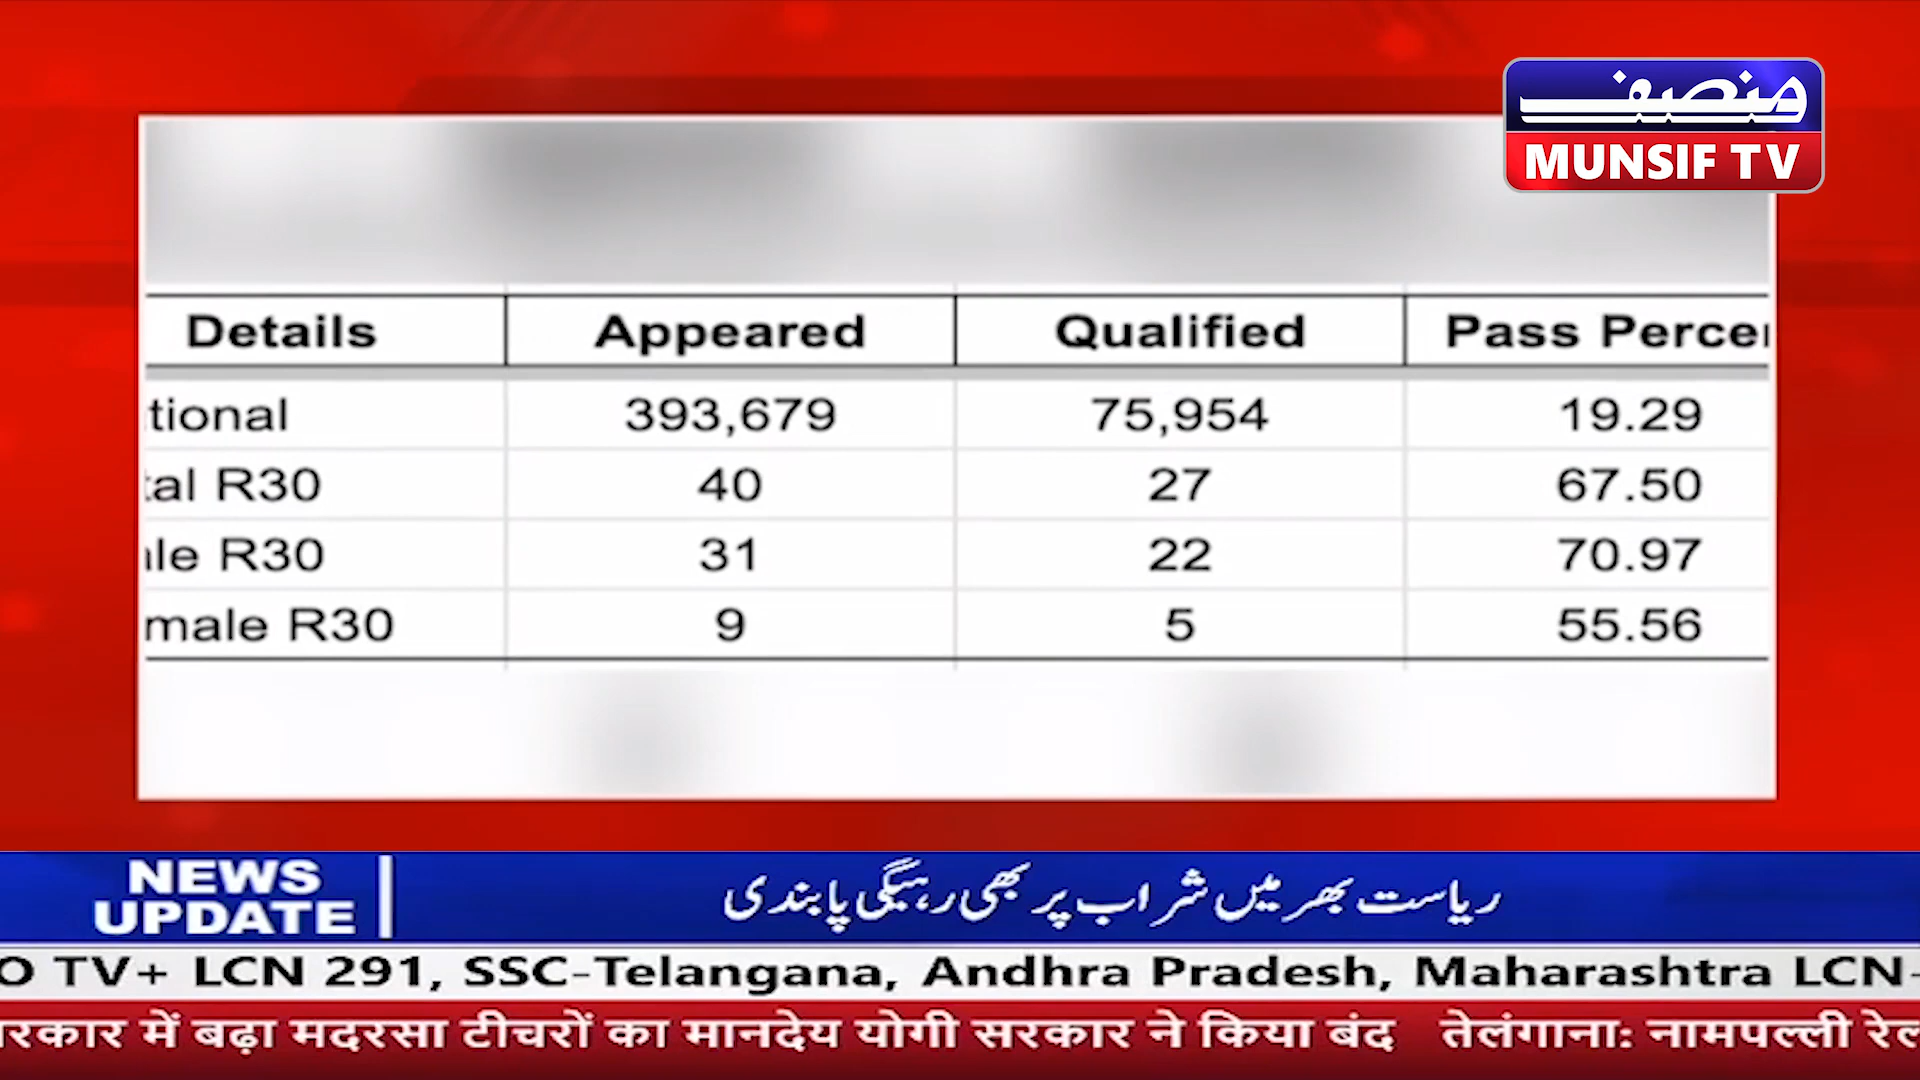 منصف
MUNSIF TV
Details Appeared Qualified Pass Percer
tional 393,679 75,954 19.29
tal R30 40 27 67.50
ale R30 31 22 70.97
male R30 9 5 55.56
NEWS UPDATE
ریاست بھر میں شراب پر بھی رہیگی پابندی
O TV+ LCN 291, SSC-Telangana, Andhra Pradesh, Maharashtra LCN-
रकार में बढ़ा मदरसा टीचरों का मानदेय योगी सरकार ने किया बंद तेलंगाना: नामपल्ली रेल